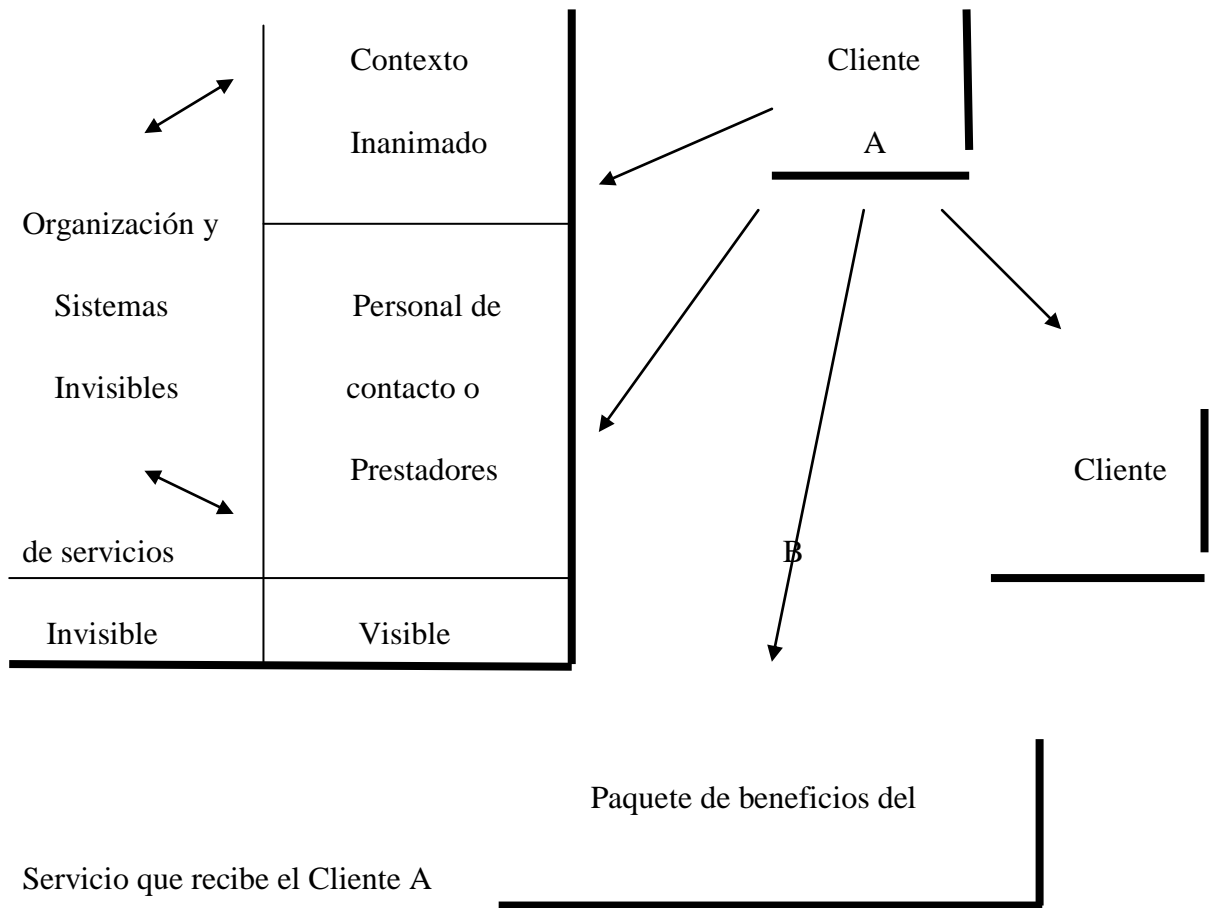 Contexto Cliente
Inanimado A
Organización y
Sistemas Personal de
Invisibles contacto o
Prestadores Cliente
de servicios B
Invisible Visible
Paquete de beneficios del
Servicio que recibe el Cliente A